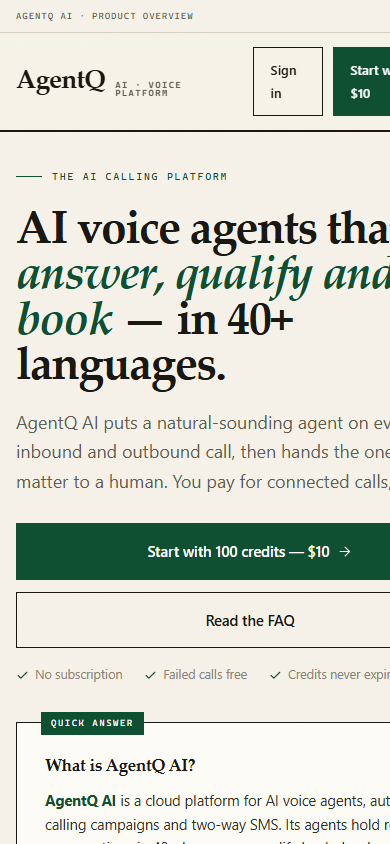 AGENTQ AI · PRODUCT OVERVIEW
AgentQ AI · VOICE PLATFORM
Sign in
Start w
$10
THE AI CALLING PLATFORM
AI voice agents tha
answer, qualify and
book — in 40+
languages.
AgentQ AI puts a natural-sounding agent on ev
inbound and outbound call, then hands the one
matter to a human. You pay for connected calls,
Start with 100 credits — $10 →
Read the FAQ
✓ No subscription ✓ Failed calls free ✓ Credits never expir
QUICK ANSWER
What is AgentQ AI?
AgentQ AI is a cloud platform for AI voice agents, aut
calling campaigns and two-way SMS. Its agents hold r